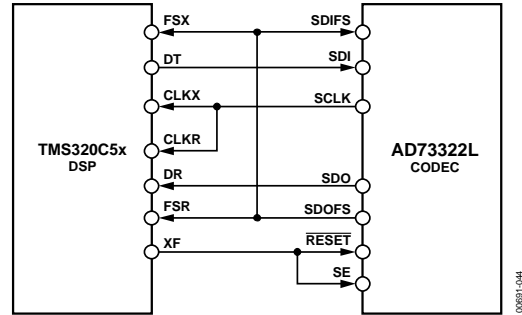 FSX SDIFS
DT SDI
CLKX SCLK
CLKR
TMS320C5x
DSP
AD73322L
CODEC
DR SDO
FSR SDOFS
XF RESET
SE
00691-044